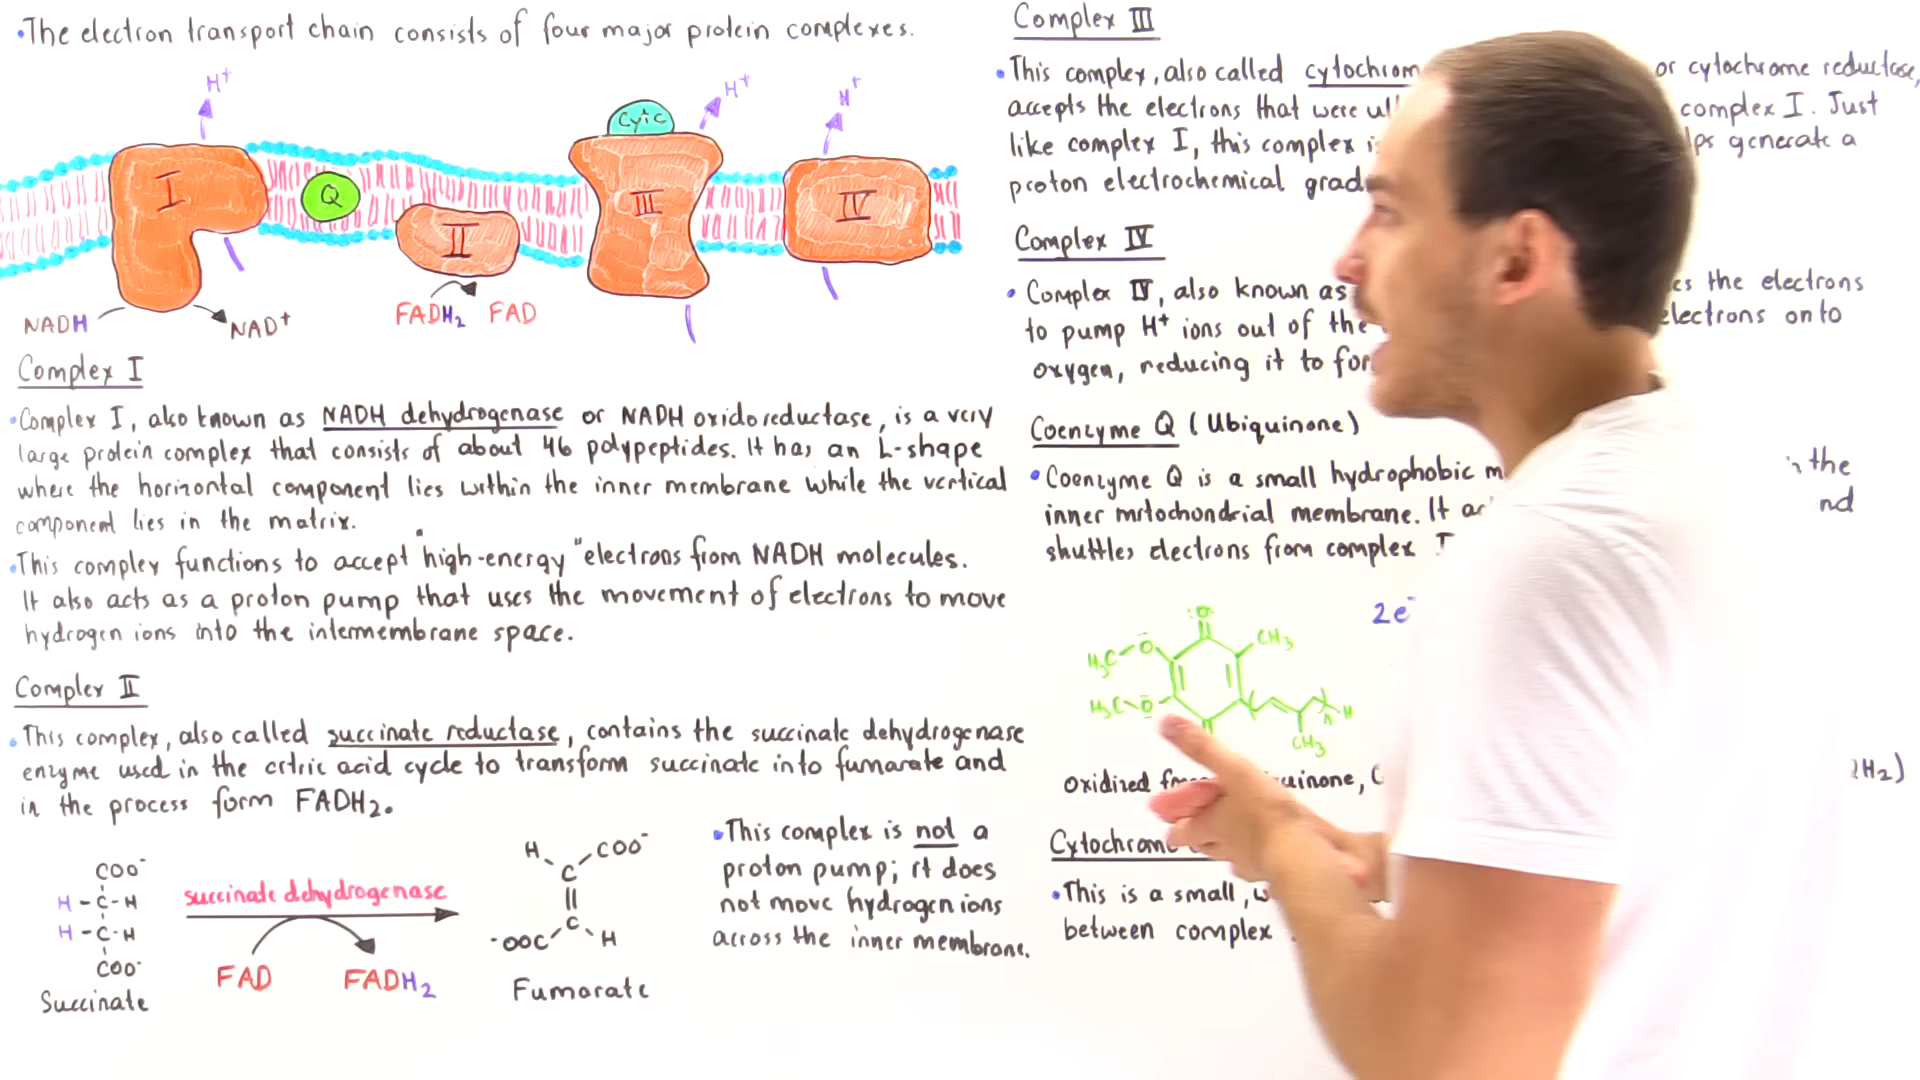 •The electron transport chain consists of four major protein complexes.
H+
H+
H+
Cyt C
I
Q
II
III
IV
NADH
NAD+
FADH2 FAD
Complex I
•Complex I, also known as NADH dehydrogenase or NADH oxidoreductase, is a very
large protein complex that consists of about 46 polypeptides. It has an L-shape
where the horizontal component lies within the inner membrane while the vertical
component lies in the matrix.
•This complex functions to accept "high-energy" electrons from NADH molecules.
It also acts as a proton pump that uses the movement of electrons to move
hydrogen ions into the intermembrane space.
Complex II
•This complex, also called succinate reductase, contains the succinate dehydrogenase
enzyme used in the citric acid cycle to transform succinate into fumarate and
in the process form FADH2.
COO-
H-C-H
H-C-H
COO-
Succinate
succinate dehydrogenase
FAD
FADH2
H
COO-
C
C
-OOC
H
Fumarate
•This complex is not a
proton pump; it does
not move hydrogen ions
across the inner membrane.
Complex III
•This complex, also called cytochrom or cytochrome reductase,
accepts the electrons that were complex I. Just
like complex I, this complex generate a
proton electrochemical
Complex IV
•Complex IV, also known as the electrons
to pump H+ ions out of the electrons onto
oxygen, reducing it to
Coenzyme Q (Ubiquinone)
•Coenzyme Q is a small hydrophobic the
inner mitochondrial membrane. It
shuttles electrons from complex
:O:
H3C-O
CH3
H3C-O
n
H
CH3
2e-
oxidized
Cytochrome
•This is a small,
between complex